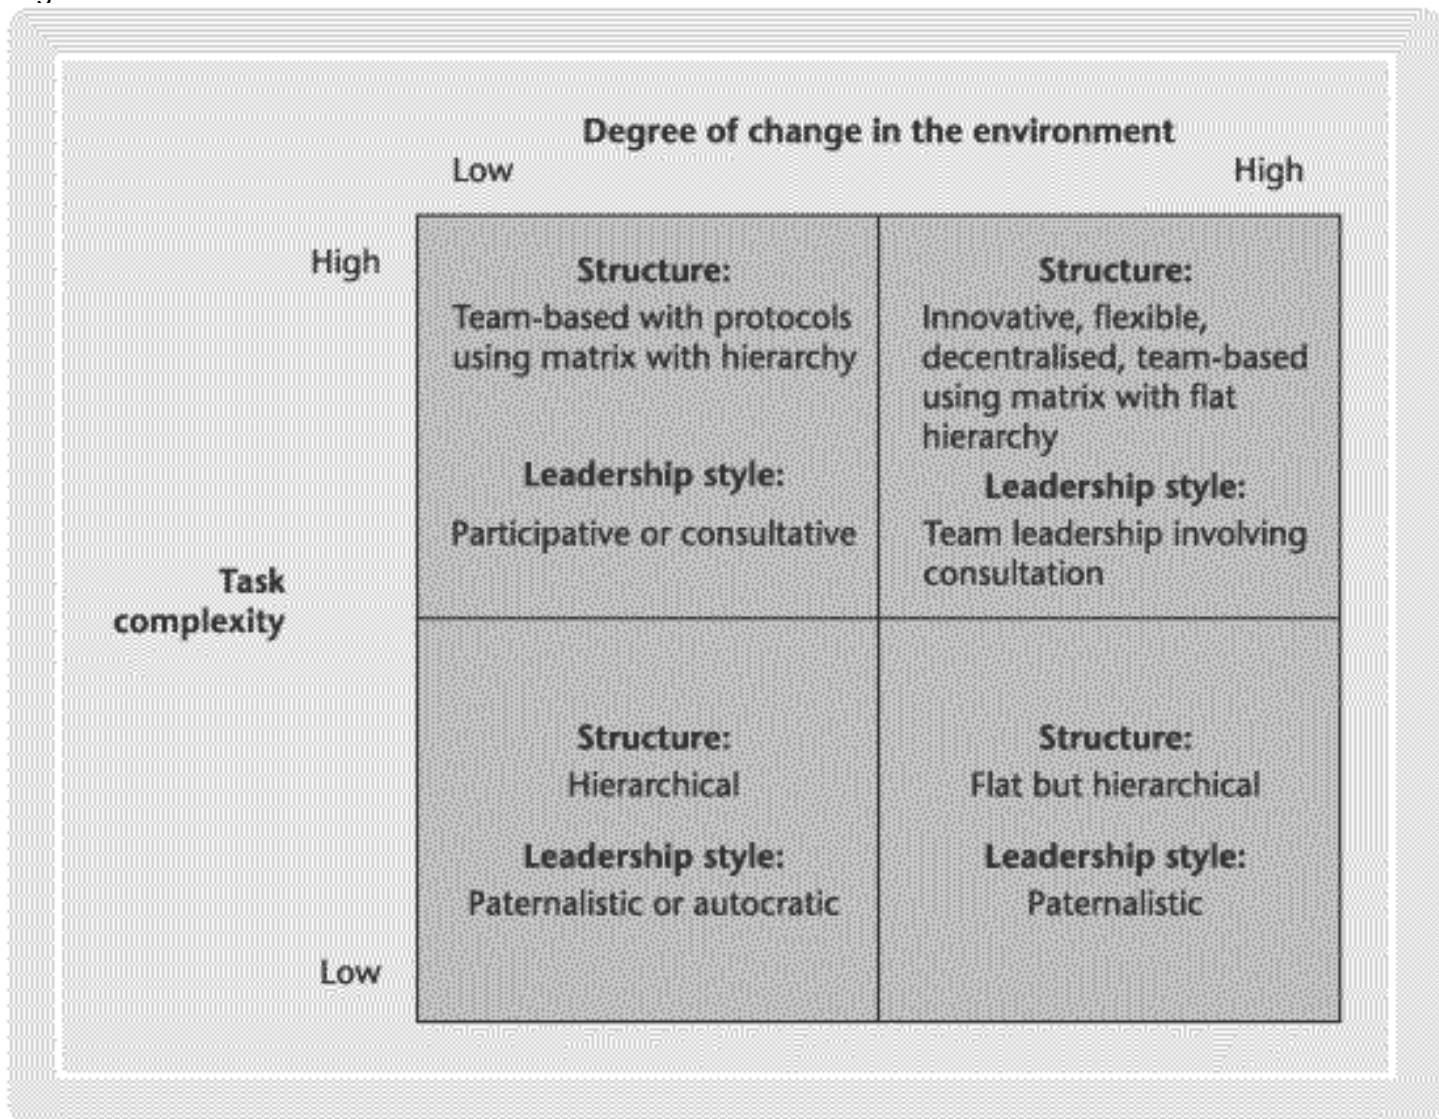 Degree of change in the environment
Low
High
High
Structure:
Team-based with protocols
using matrix with hierarchy
Leadership style:
Participative or consultative
Structure:
Innovative, flexible,
decentralised, team-based
using matrix with flat
hierarchy
Leadership style:
Team leadership involving
consultation
Task
complexity
Structure:
Hierarchical
Leadership style:
Paternalistic or autocratic
Structure:
Flat but hierarchical
Leadership style:
Paternalistic
Low